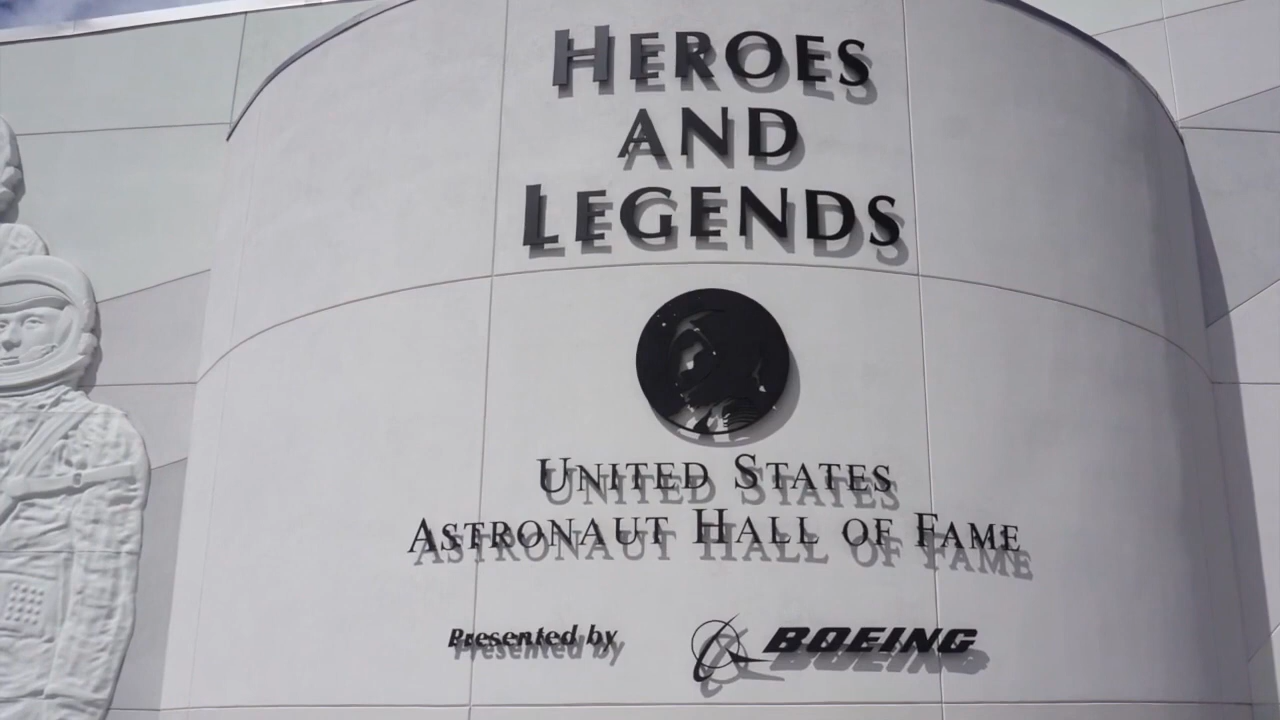 HEROES
AND
LEGENDS
UNITED STATES
ASTRONAUT HALL OF FAME
Presented by BOEING